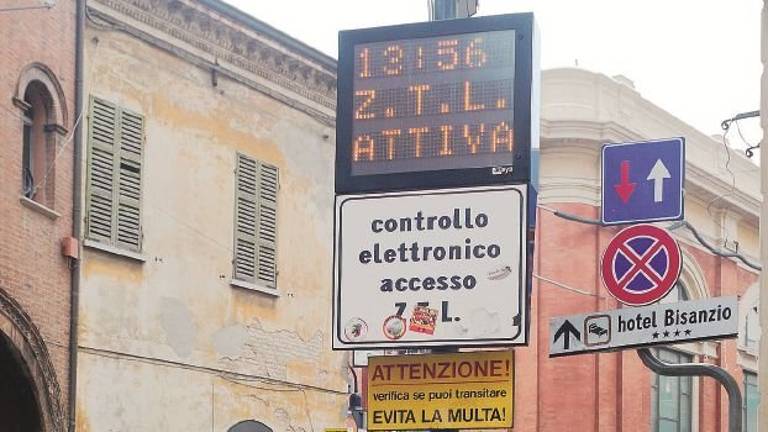 13:56
Z.T.L.
ATTIVA
controllo
elettronico
accesso
Z.T.L.
ATTENZIONE!
verifica se puoi transitare
EVITA LA MULTA!
hotel Bisanzio